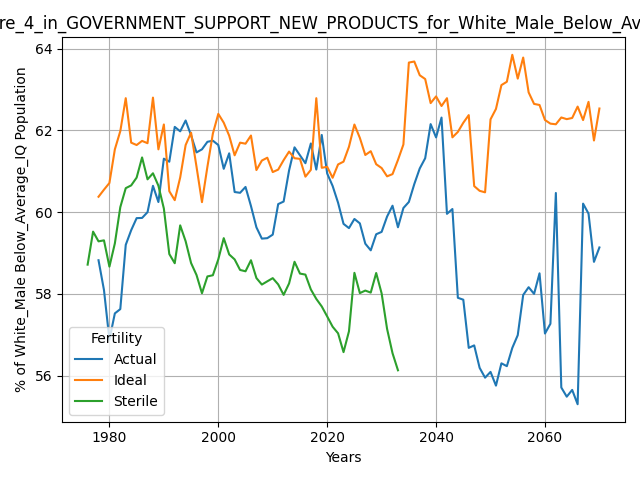 re_4_in_GOVERNMENT_SUPPORT_NEW_PRODUCTS_for_White_Male_Below_Av
64
62
60
58
56
% of White_Male Below_Average_IQ Population
Fertility
Actual
Ideal
Sterile
1980
2000
2020
2040
2060
Years